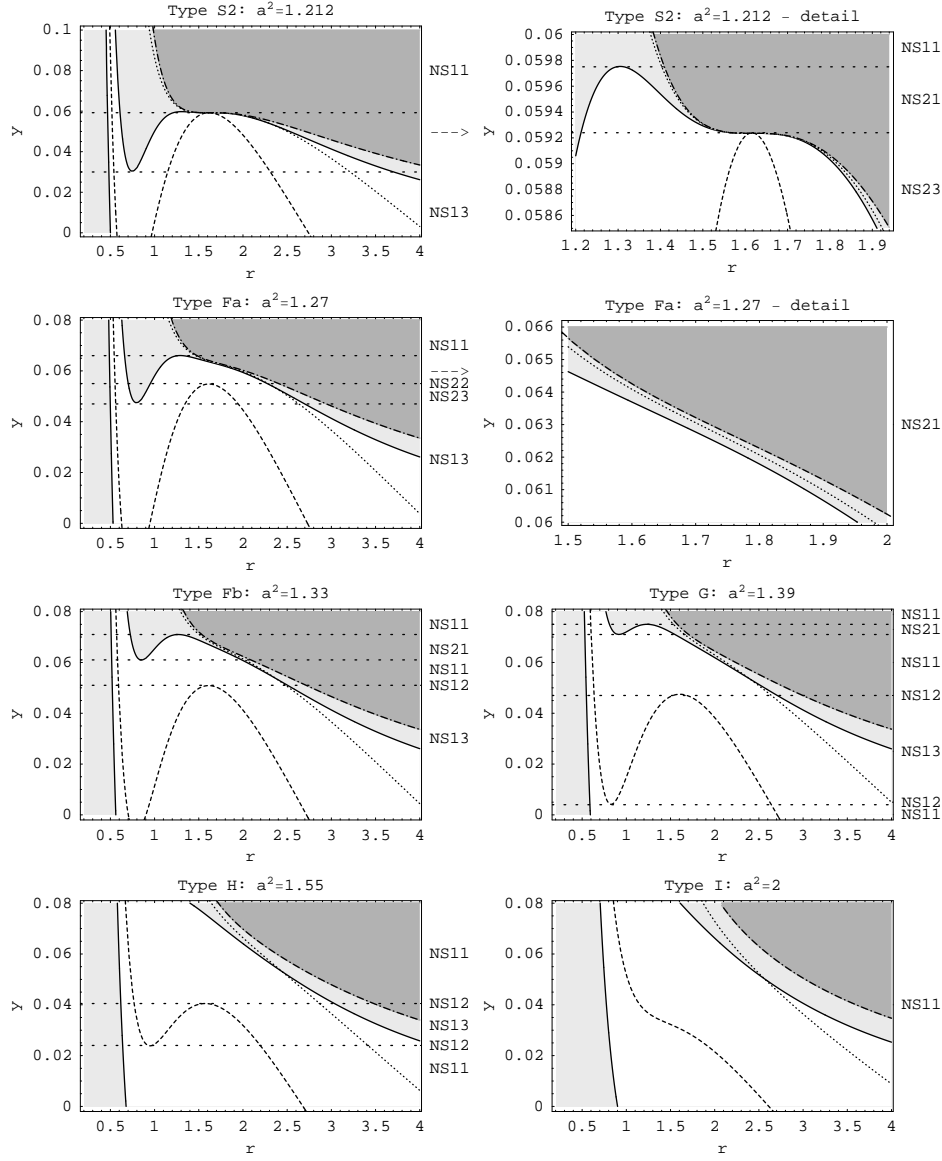 Type S2: a²=1.212
0.1
0.08
0.06
0.04
0.02
0
y
0.5 1 1.5 2 2.5 3 3.5 4
r
NS11
--->
NS13
Type S2: a²=1.212 - detail
0.06
0.0598
0.0596
0.0594
0.0592
0.059
0.0588
0.0586
y
1.2 1.3 1.4 1.5 1.6 1.7 1.8 1.9
r
NS11
NS21
NS23
Type Fa: a²=1.27
0.08
0.06
0.04
0.02
0
y
0.5 1 1.5 2 2.5 3 3.5 4
r
NS11
--->
NS22
NS23
NS13
Type Fa: a²=1.27 - detail
0.066
0.065
0.064
0.063
0.062
0.061
0.06
y
1.5 1.6 1.7 1.8 1.9 2
r
NS21
Type Fb: a²=1.33
0.08
0.06
0.04
0.02
0
y
0.5 1 1.5 2 2.5 3 3.5 4
r
NS11
NS21
NS11
NS12
NS13
Type G: a²=1.39
0.08
0.06
0.04
0.02
0
y
0.5 1 1.5 2 2.5 3 3.5 4
r
NS11
NS21
NS11
NS12
NS13
NS12
NS11
Type H: a²=1.55
0.08
0.06
0.04
0.02
0
y
0.5 1 1.5 2 2.5 3 3.5 4
r
NS11
NS12
NS13
NS12
NS11
Type I: a²=2
0.08
0.06
0.04
0.02
0
y
0.5 1 1.5 2 2.5 3 3.5 4
r
NS11